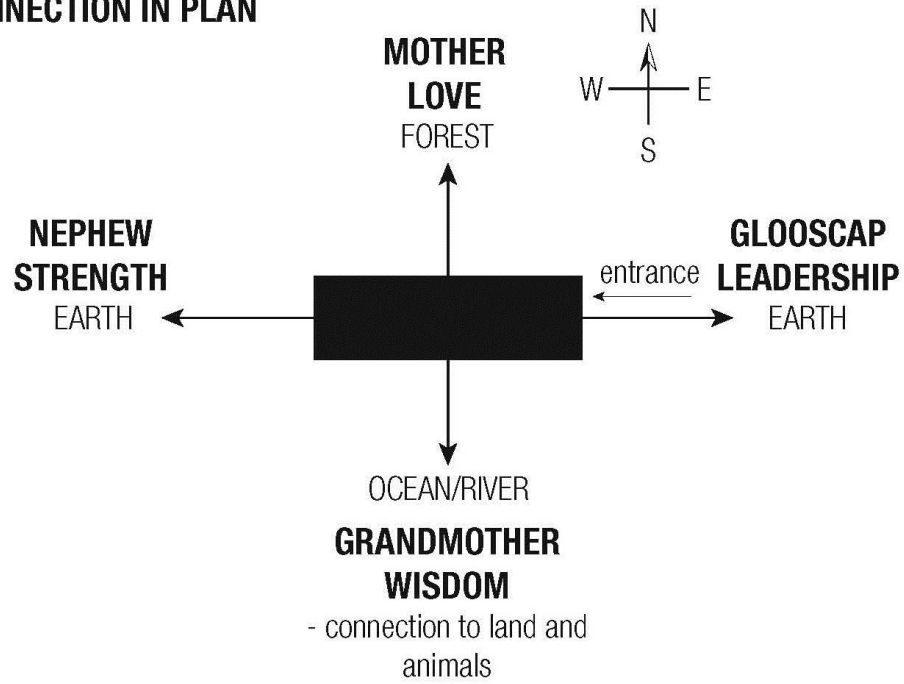 IN PLAN
N
W E
S
MOTHER
LOVE
FOREST
NEPHEW
STRENGTH
EARTH
entrance
GLOOSCAP
LEADERSHIP
EARTH
OCEAN/RIVER
GRANDMOTHER
WISDOM
- connection to land and
animals